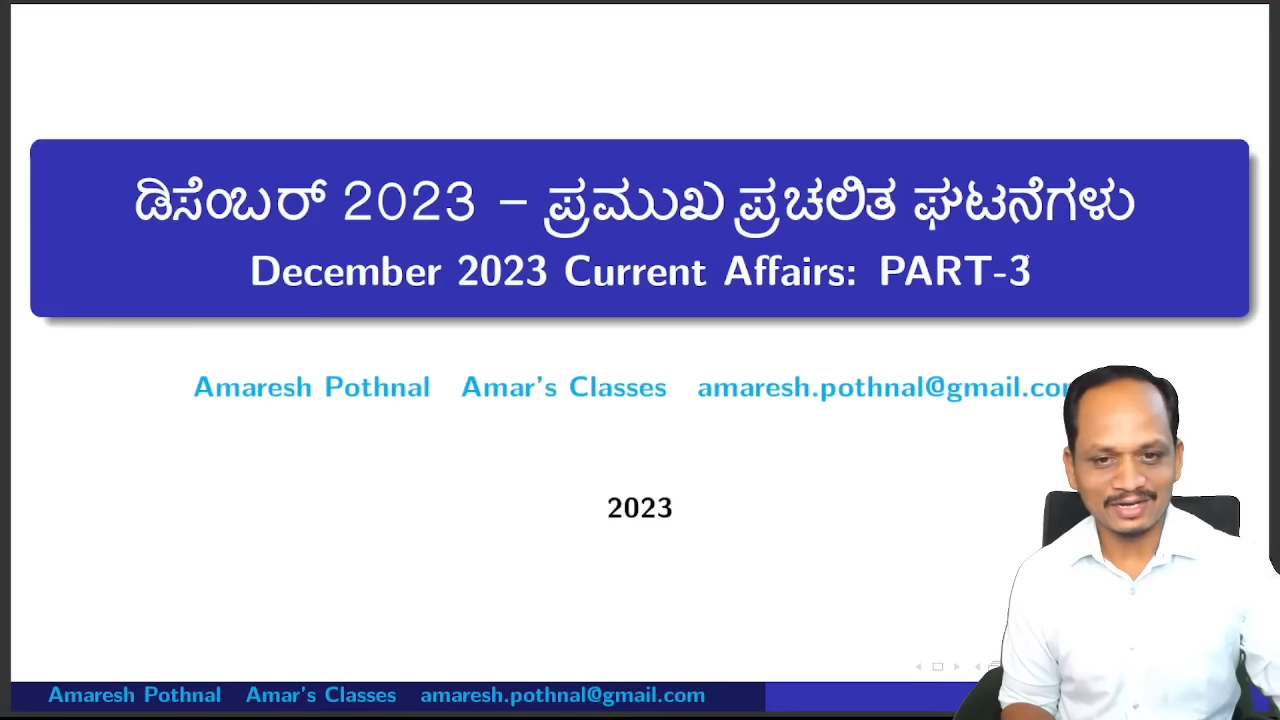 ಡಿಸೆಂಬರ್ 2023 – ಪ್ರಮುಖ ಪ್ರಚಲಿತ ಘಟನೆಗಳು
December 2023 Current Affairs: PART-3
Amaresh Pothnal Amar's Classes
2023
Amaresh Pothnal Amar's Classes amaresh.pothnal@gmail.com